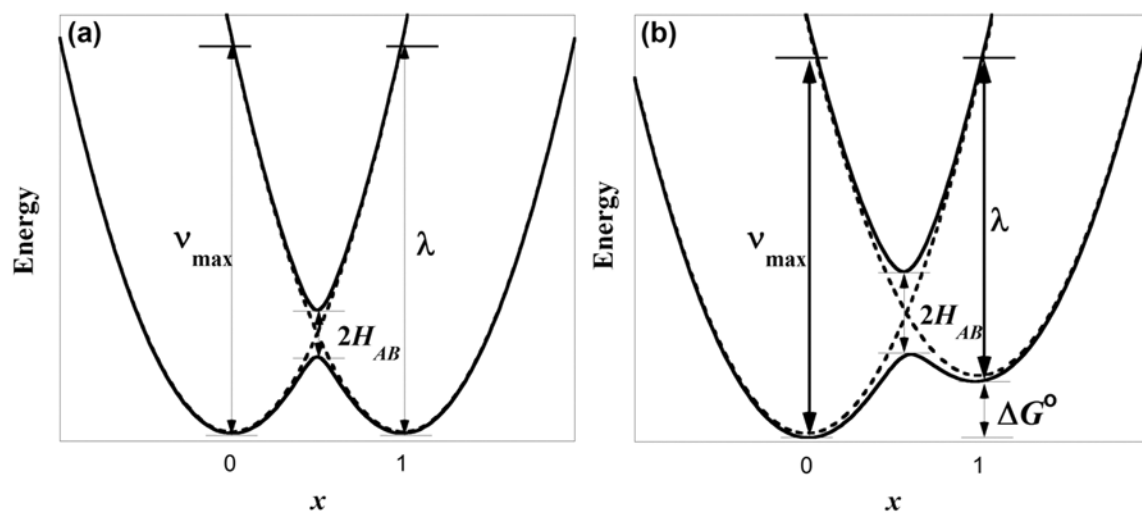 (a)
Energy
ν max
λ
2H AB
0
1
x
(b)
Energy
ν max
λ
2H AB
ΔG°
0
1
x